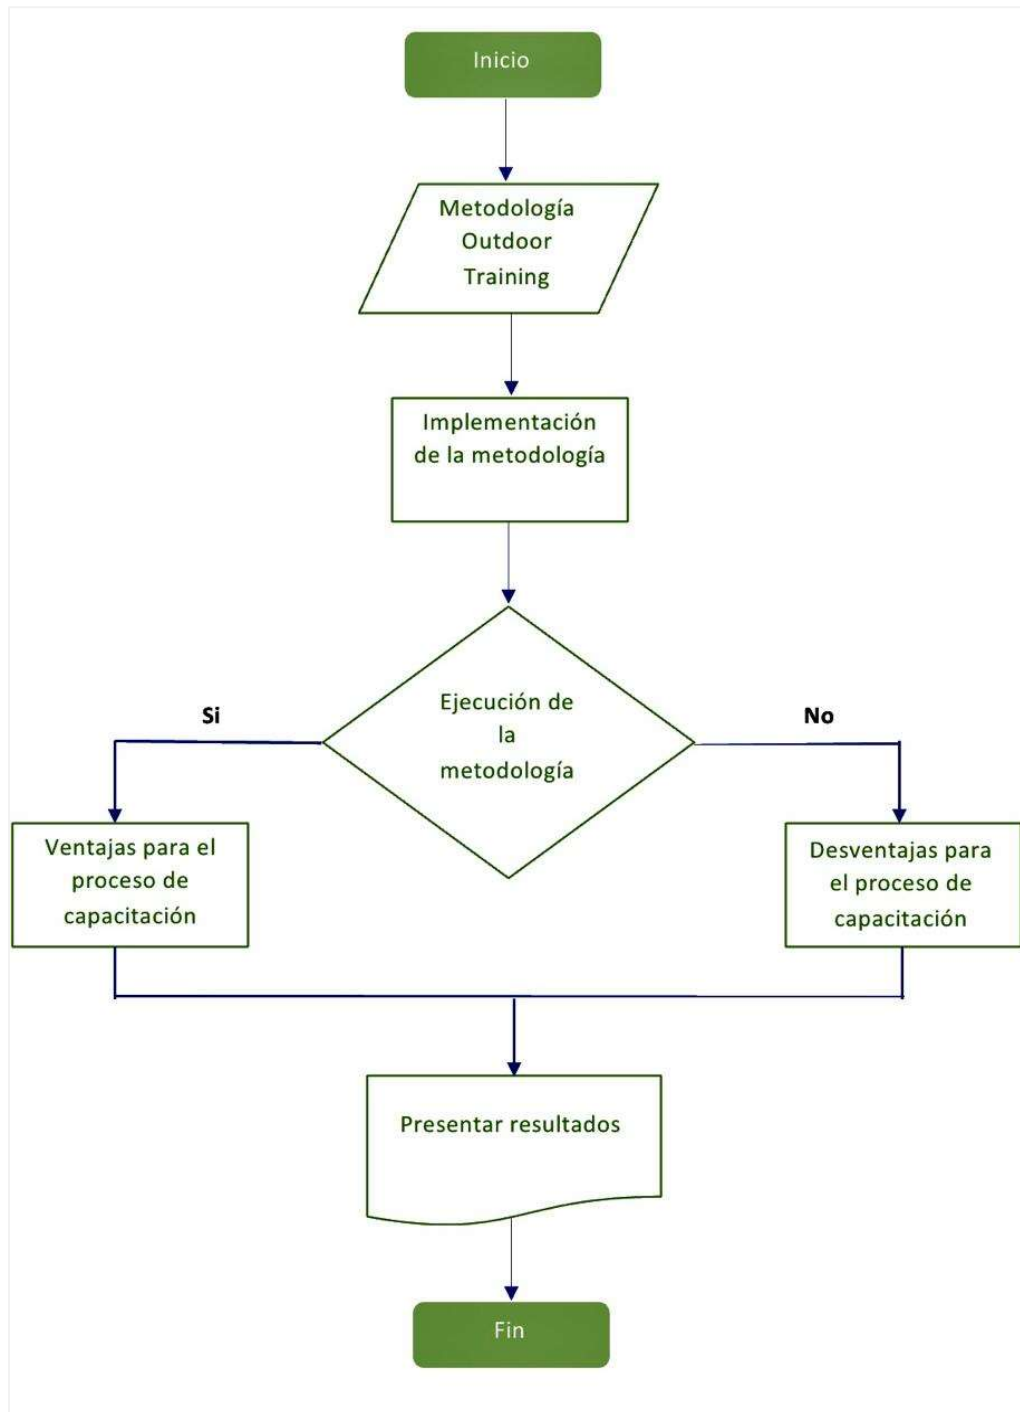 Inicio
Metodología
Outdoor
Training
Implementación
de la metodología
Ejecución de
la
metodología
Si
No
Ventajas para el
proceso de
capacitación
Desventajas para
el proceso de
capacitación
Presentar resultados
Fin